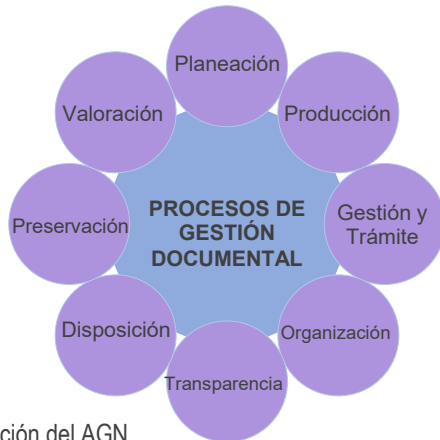 Planeación
Valoración
Producción
PROCESOS DE
GESTIÓN
DOCUMENTAL
Preservación
Gestión y
Trámite
Disposición
Organización
Transparencia
ción del AGN